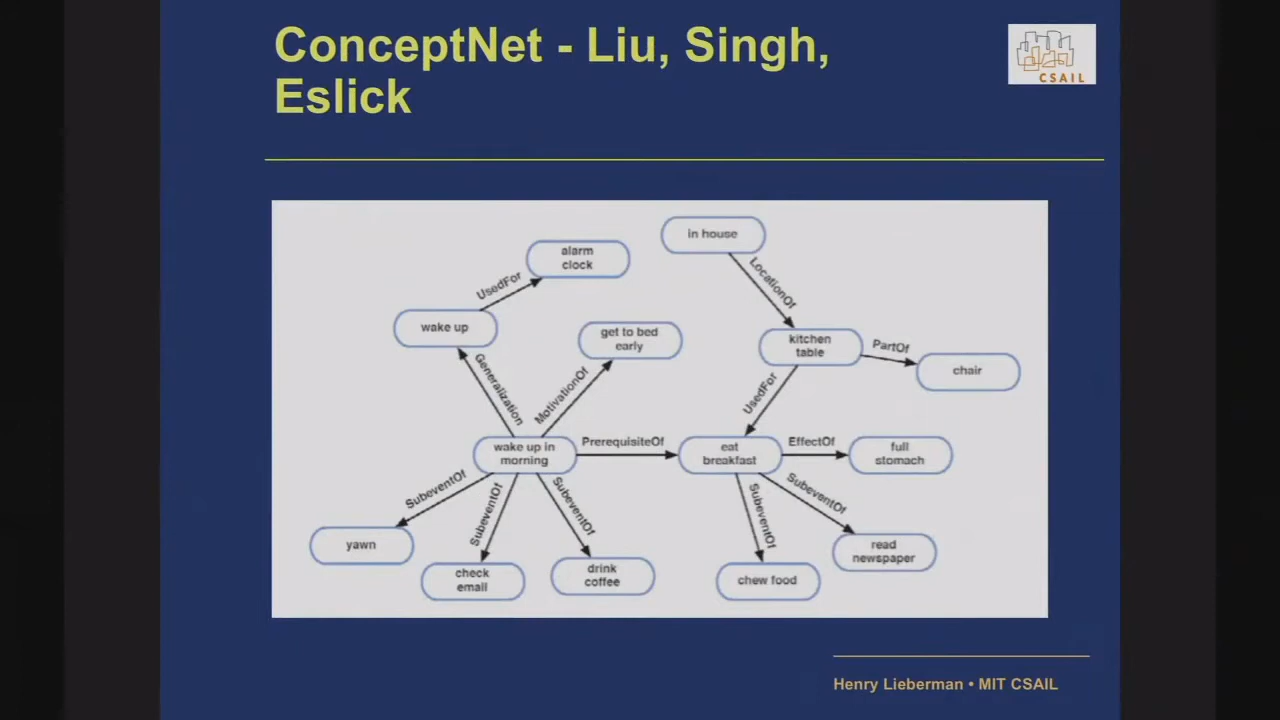 ConceptNet - Liu, Singh,
Eslick
CSAIL
in house
alarm
clock
LocationOf
UsedFor
wake up
get to bed
early
kitchen
table
PartOf
chair
Generalization
MotivationOf
UsedFor
wake up in
morning
PrerequisiteOf
eat
breakfast
EffectOf
full
stomach
SubeventOf
SubeventOf
SubeventOf
SubeventOf
SubeventOf
yawn
check
email
drink
coffee
chew food
read
newspaper
Henry Lieberman • MIT CSAIL